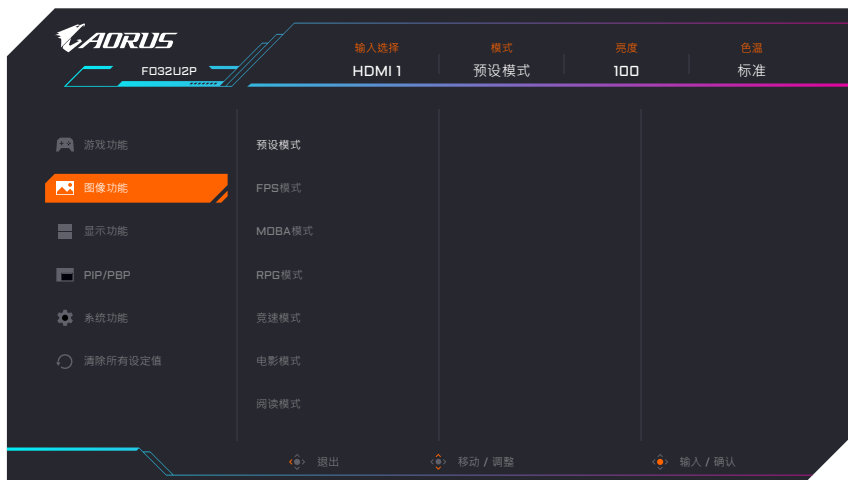 AORUS
FO32U2P
输入选择 模式 亮度 色温
HDMI 1 预设模式 100 标准
游戏功能 预设模式
图像功能 FPS模式
显示功能 MOBA模式
PIP/PBP RPG模式
系统功能 竞速模式
清除所有设定值 电影模式
阅读模式
退出 移动 / 调整 输入 / 确认